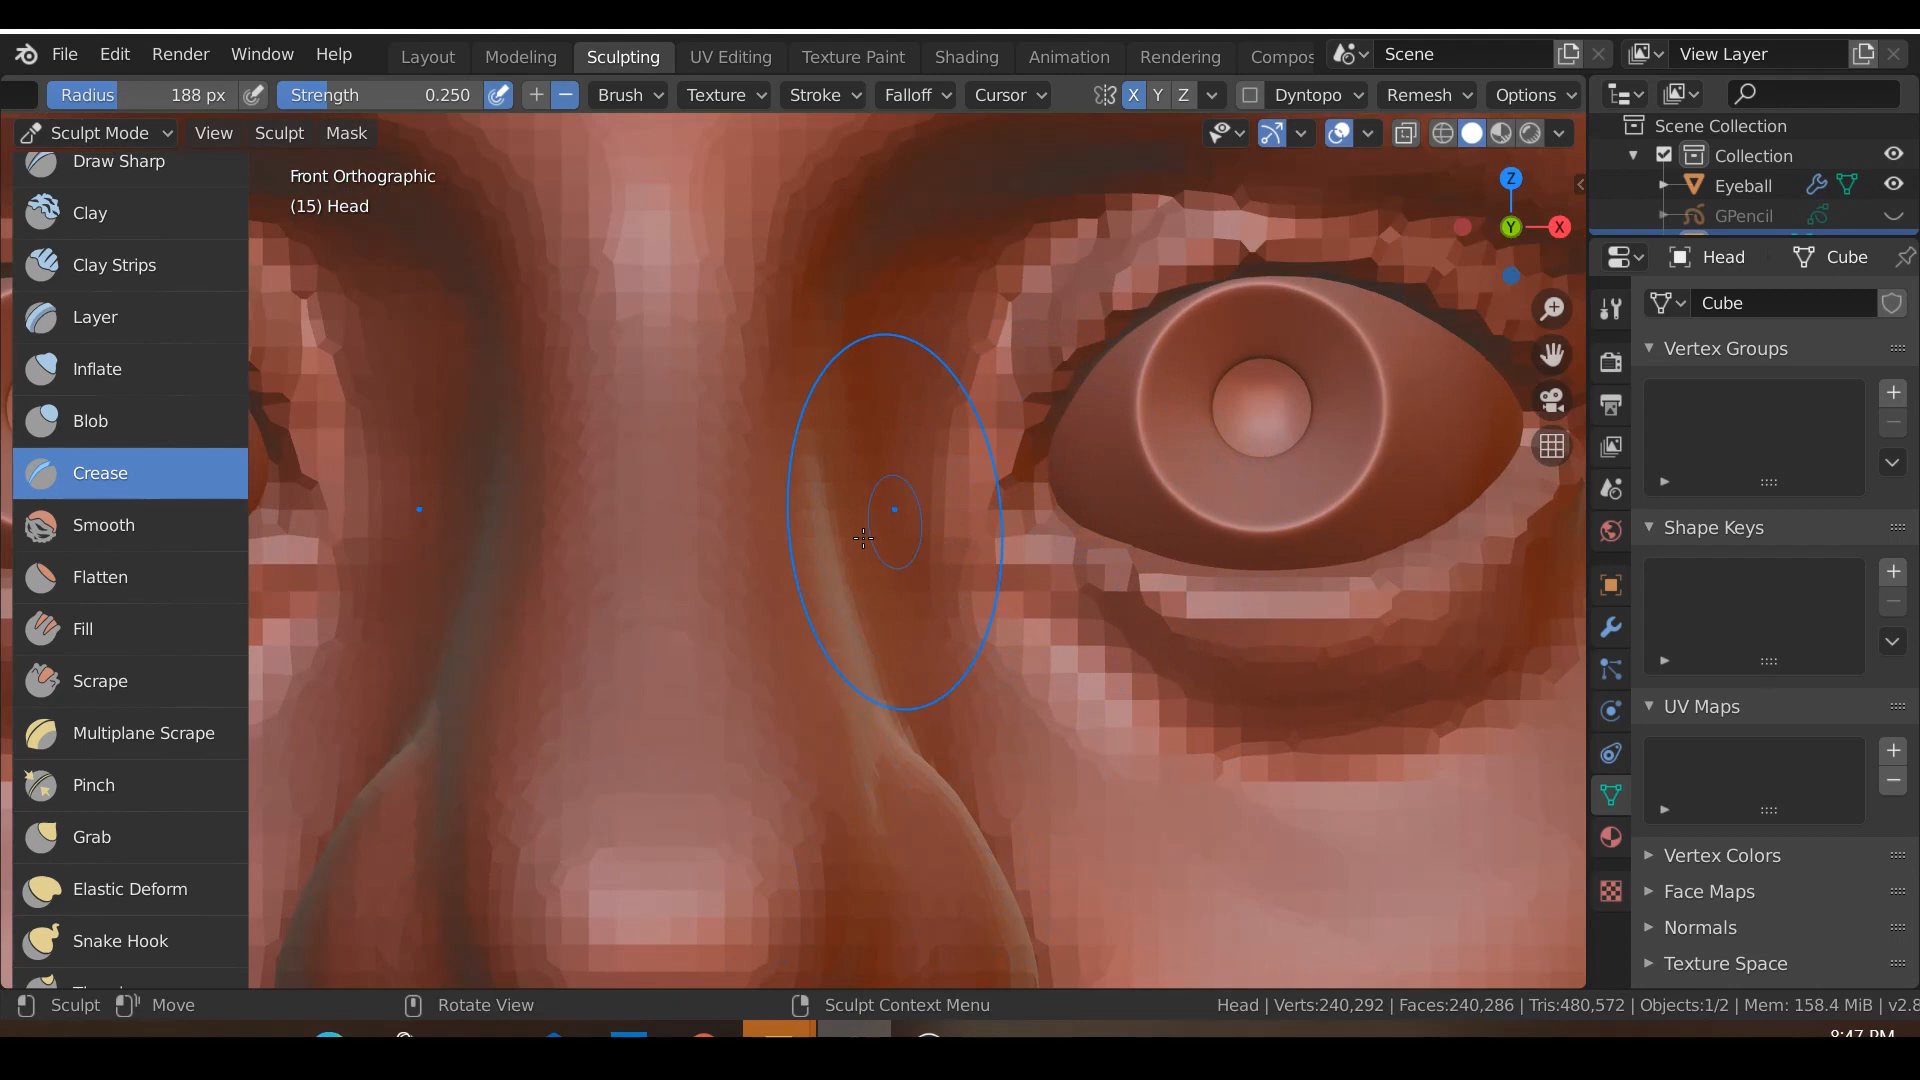 File Edit Render Window Help Layout Modeling Sculpting UV Editing Texture Paint Shading Animation Rendering Compos Scene View Layer
Radius 188 px Strength 0.250 Brush Texture Stroke Falloff Cursor X Y Z Dyntopo Remesh Options
Sculpt Mode View Sculpt Mask
Draw Sharp
Clay
Clay Strips
Layer
Inflate
Blob
Crease
Smooth
Flatten
Fill
Scrape
Multiplane Scrape
Pinch
Grab
Elastic Deform
Snake Hook
Front Orthographic
(15) Head
Z
Y
X
Scene Collection
Collection
Eyeball
GPencil
Head Cube
Cube
Vertex Groups
Shape Keys
UV Maps
Vertex Colors
Face Maps
Normals
Texture Space
Sculpt Move Rotate View Sculpt Context Menu Head | Verts:240,292 | Faces:240,286 | Tris:480,572 | Objects:1/2 | Mem: 158.4 MiB | v2.8
8:47 PM